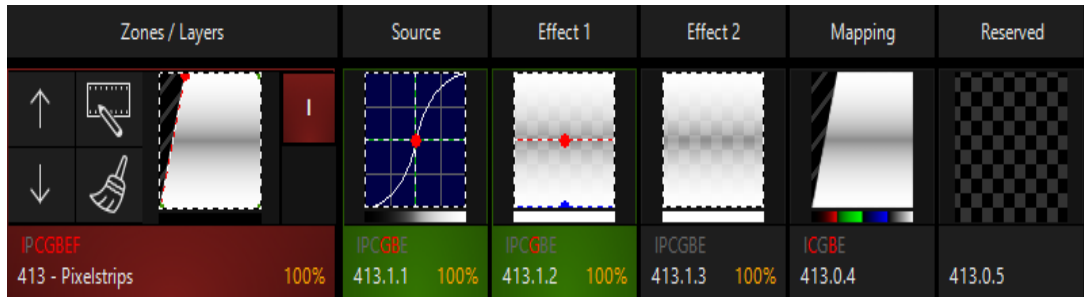 Zones / Layers
Source
Effect 1
Effect 2
Mapping
Reserved
I
IPCGBEF
413 - Pixelstrips 100%
IPCGBE
413.1.1 100%
IPCGBE
413.1.2 100%
IPCGBE
413.1.3 100%
ICGBE
413.0.4
413.0.5